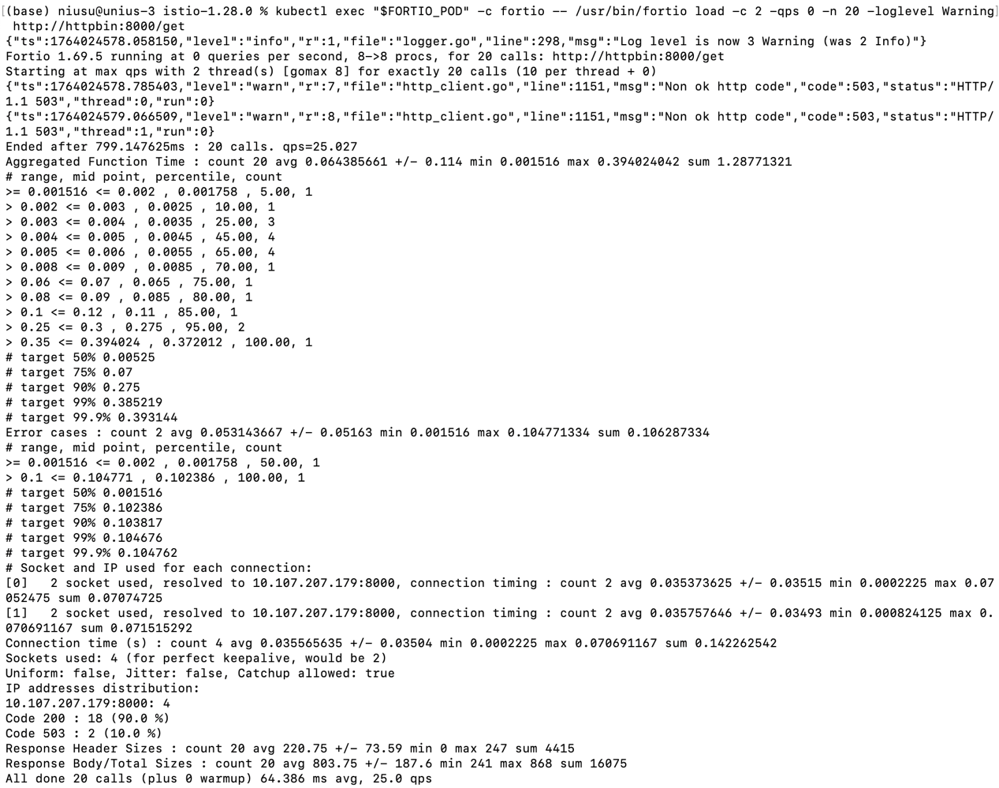 (base) niusu@unius-3 istio-1.28.0 % kubectl exec "$FORTIO_POD" -c fortio -- /usr/bin/fortio load -c 2 -qps 0 -n 20 -loglevel Warning
http://httpbin:8000/get
{"ts":1764024578.058150,"level":"info","r":1,"file":"logger.go","line":298,"msg":"Log level is now 3 Warning (was 2 Info)"}
Fortio 1.69.5 running at 0 queries per second, 8->8 procs, for 20 calls: http://httpbin:8000/get
Starting at max qps with 2 thread(s) [gomax 8] for exactly 20 calls (10 per thread + 0)
{"ts":1764024578.785403,"level":"warn","r":7,"file":"http_client.go","line":1151,"msg":"Non ok http code","code":503,"status":"HTTP/
1.1 503","thread":0,"run":0}
{"ts":1764024579.066509,"level":"warn","r":8,"file":"http_client.go","line":1151,"msg":"Non ok http code","code":503,"status":"HTTP/
1.1 503","thread":1,"run":0}
Ended after 799.147625ms : 20 calls. qps=25.027
Aggregated Function Time : count 20 avg 0.064385661 +/- 0.114 min 0.001516 max 0.394024042 sum 1.28771321
# range, mid point, percentile, count
>= 0.001516 <= 0.002 , 0.001758 , 5.00, 1
> 0.002 <= 0.003 , 0.0025 , 10.00, 1
> 0.003 <= 0.004 , 0.0035 , 25.00, 3
> 0.004 <= 0.005 , 0.0045 , 45.00, 4
> 0.005 <= 0.006 , 0.0055 , 65.00, 4
> 0.008 <= 0.009 , 0.0085 , 70.00, 1
> 0.06 <= 0.07 , 0.065 , 75.00, 1
> 0.08 <= 0.09 , 0.085 , 80.00, 1
> 0.1 <= 0.12 , 0.11 , 85.00, 1
> 0.25 <= 0.3 , 0.275 , 95.00, 2
> 0.35 <= 0.394024 , 0.372012 , 100.00, 1
# target 50% 0.00525
# target 75% 0.07
# target 90% 0.275
# target 99% 0.385219
# target 99.9% 0.393144
Error cases : count 2 avg 0.053143667 +/- 0.05163 min 0.001516 max 0.104771334 sum 0.106287334
# range, mid point, percentile, count
>= 0.001516 <= 0.002 , 0.001758 , 50.00, 1
> 0.1 <= 0.104771 , 0.102386 , 100.00, 1
# target 50% 0.001516
# target 75% 0.102386
# target 90% 0.103817
# target 99% 0.104676
# target 99.9% 0.104762
# Socket and IP used for each connection:
[0]   2 socket used, resolved to 10.107.207.179:8000, connection timing : count 2 avg 0.035373625 +/- 0.03515 min 0.0002225 max 0.07
052475 sum 0.07074725
[1]   2 socket used, resolved to 10.107.207.179:8000, connection timing : count 2 avg 0.035757646 +/- 0.03493 min 0.000824125 max 0.
070691167 sum 0.071515292
Connection time (s) : count 4 avg 0.035565635 +/- 0.03504 min 0.0002225 max 0.070691167 sum 0.142262542
Sockets used: 4 (for perfect keepalive, would be 2)
Uniform: false, Jitter: false, Catchup allowed: true
IP addresses distribution:
10.107.207.179:8000: 4
Code 200 : 18 (90.0 %)
Code 503 : 2 (10.0 %)
Response Header Sizes : count 20 avg 220.75 +/- 73.59 min 0 max 247 sum 4415
Response Body/Total Sizes : count 20 avg 803.75 +/- 187.6 min 241 max 868 sum 16075
All done 20 calls (plus 0 warmup) 64.386 ms avg, 25.0 qps